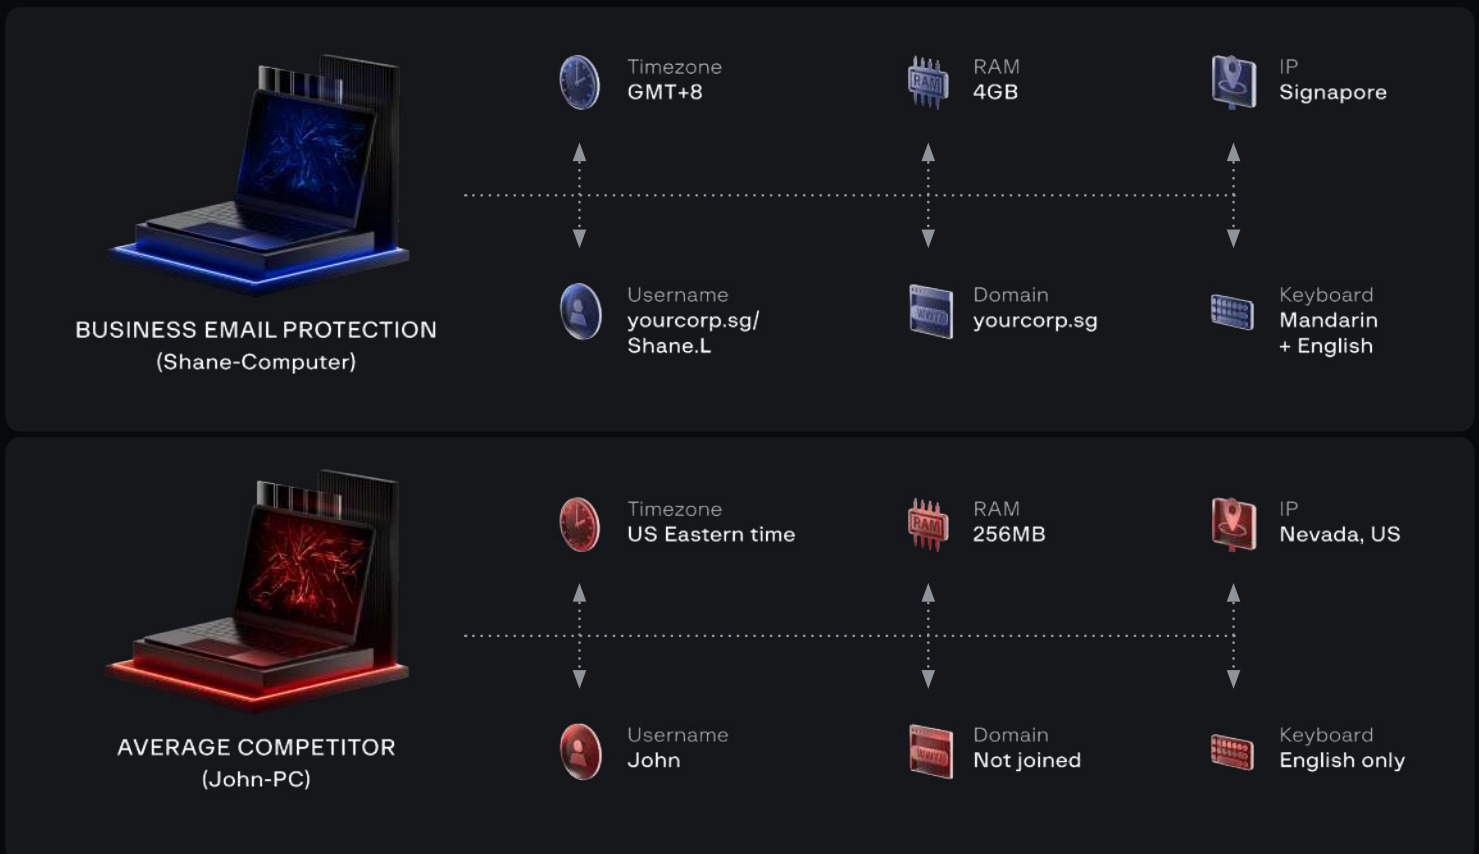 Timezone
GMT+8
RAM
4GB
IP
Signapore
BUSINESS EMAIL PROTECTION
(Shane-Computer)
Username
yourcorp.sg/
Shane.L
Domain
yourcorp.sg
Keyboard
Mandarin
+ English
Timezone
US Eastern time
RAM
256MB
IP
Nevada, US
AVERAGE COMPETITOR
(John-PC)
Username
John
Domain
Not joined
Keyboard
English only